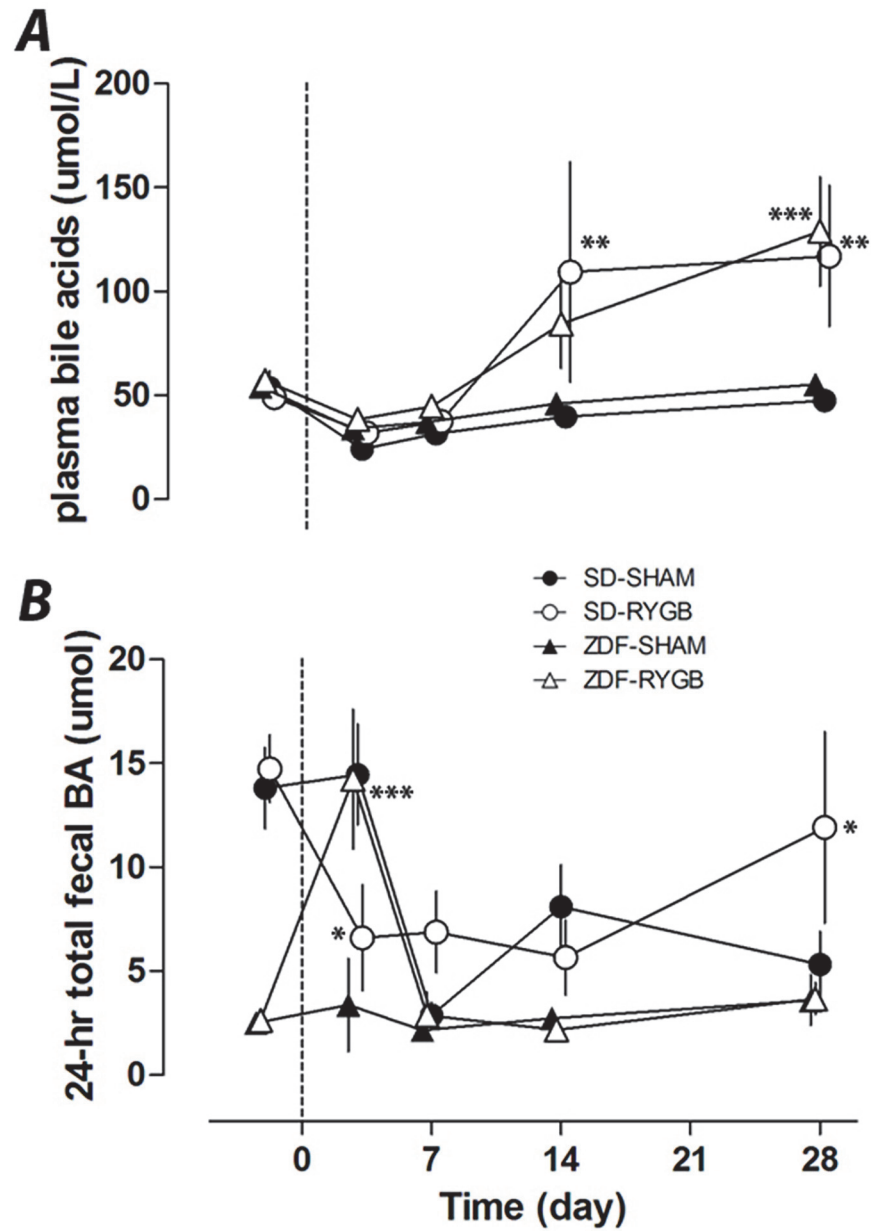 A
plasma bile acids (umol/L)
200
150
100
50
0
**
***
**
B
SD-SHAM
SD-RYGB
ZDF-SHAM
ZDF-RYGB
24-hr total fecal BA (umol)
20
15
10
5
0
***
*
*
0 7 14 21 28
Time (day)